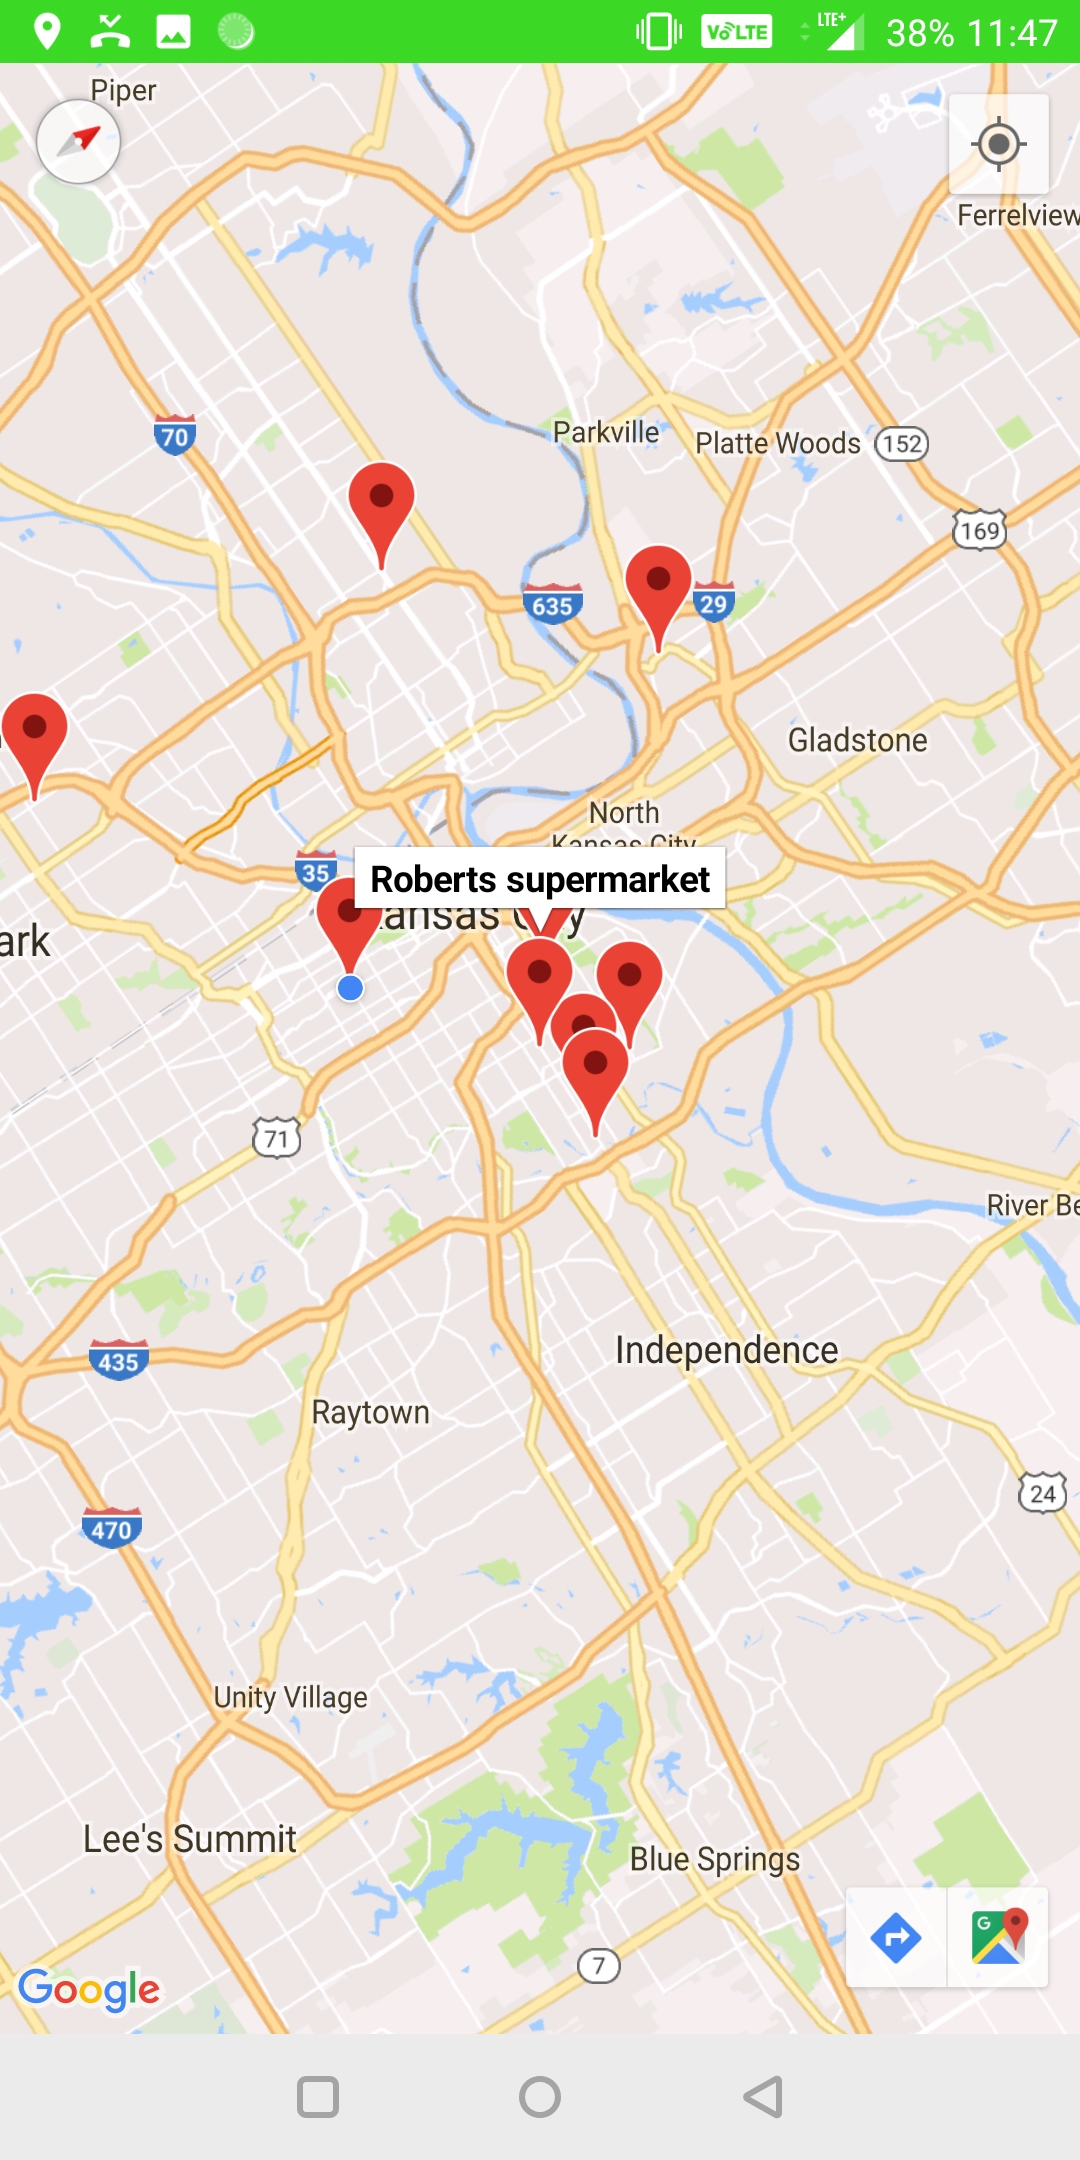 VoLTE LTE+ 38% 11:47
Piper
Ferrelview
70
Parkville
Platte Woods 152
169
635
29
Gladstone
North
Kansas City
35
Roberts supermarket
ansas City
ark
71
River Be
Independence
435
Raytown
24
470
Unity Village
Lee's Summit
Blue Springs
G
7
Google